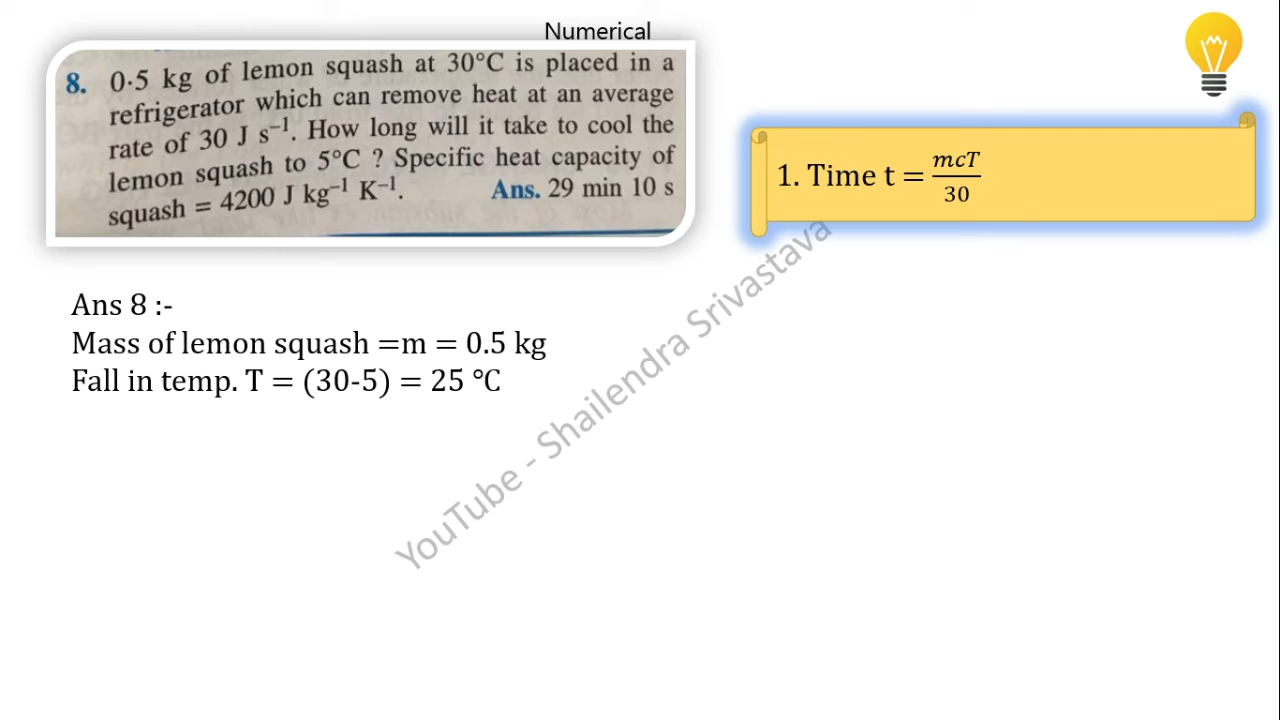 Numerical
8. 0·5 kg of lemon squash at 30°C is placed in a
refrigerator which can remove heat at an average
rate of 30 J s⁻¹. How long will it take to cool the
lemon squash to 5°C ? Specific heat capacity of
squash = 4200 J kg⁻¹ K⁻¹. Ans. 29 min 10 s
1. Time t = mcT/30
Ans 8 :-
Mass of lemon squash =m = 0.5 kg
Fall in temp. T = (30-5) = 25 °C
YouTube - Shailendra Srivastava